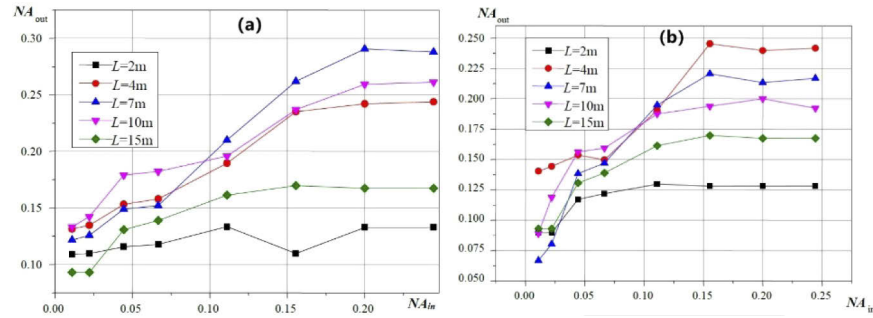 NAout (a)
0.30
0.25
0.20
0.15
0.10
L=2m
L=4m
L=7m
L=10m
L=15m
0.00 0.05 0.10 0.15 0.20 NAin
NAout (b)
0.250
0.225
0.200
0.175
0.150
0.125
0.100
0.075
0.050
L=2m
L=4m
L=7m
L=10m
L=15m
0.00 0.05 0.10 0.15 0.20 0.25
NAin